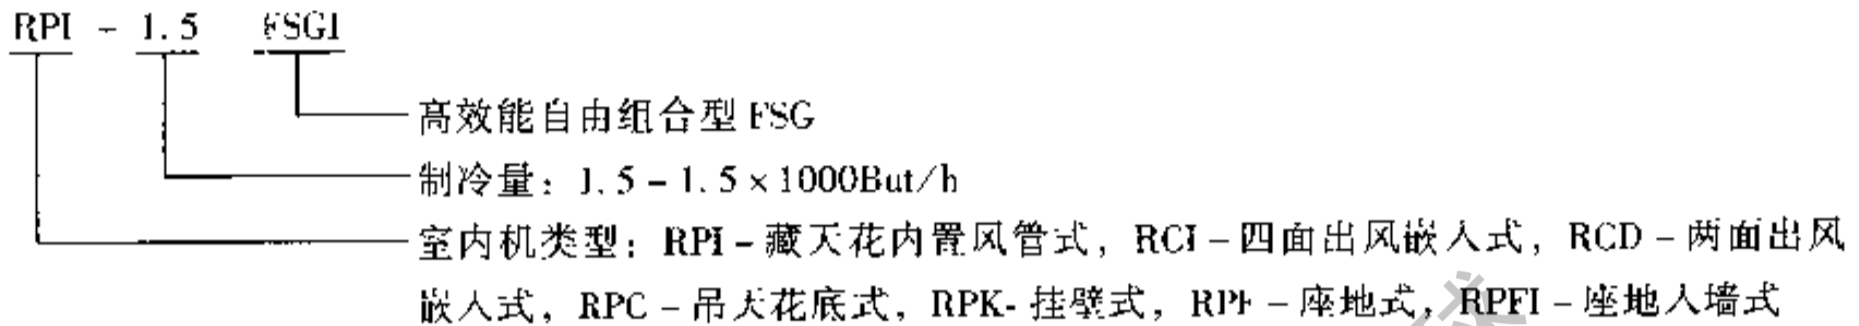 RPI - 1.5 FSG1
高效能自由组合型 FSG
制冷量：1.5 - 1.5 × 1000But/h
室内机类型：RPI - 藏天花内置风管式，RCI - 四面出风嵌入式，RCD - 两面出风
嵌入式，RPC - 吊天花底式，RPK- 挂壁式，RPF - 座地式，RPFI - 座地入墙式